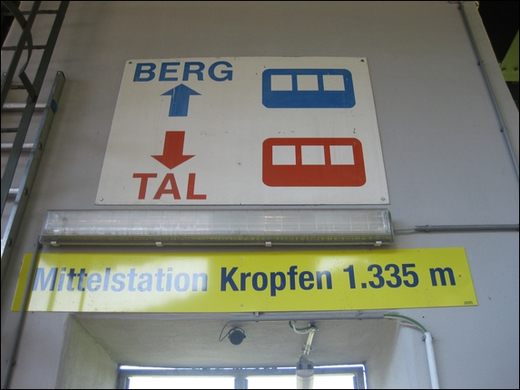 BERG
TAL
Mittelstation Kropfen 1.335 m